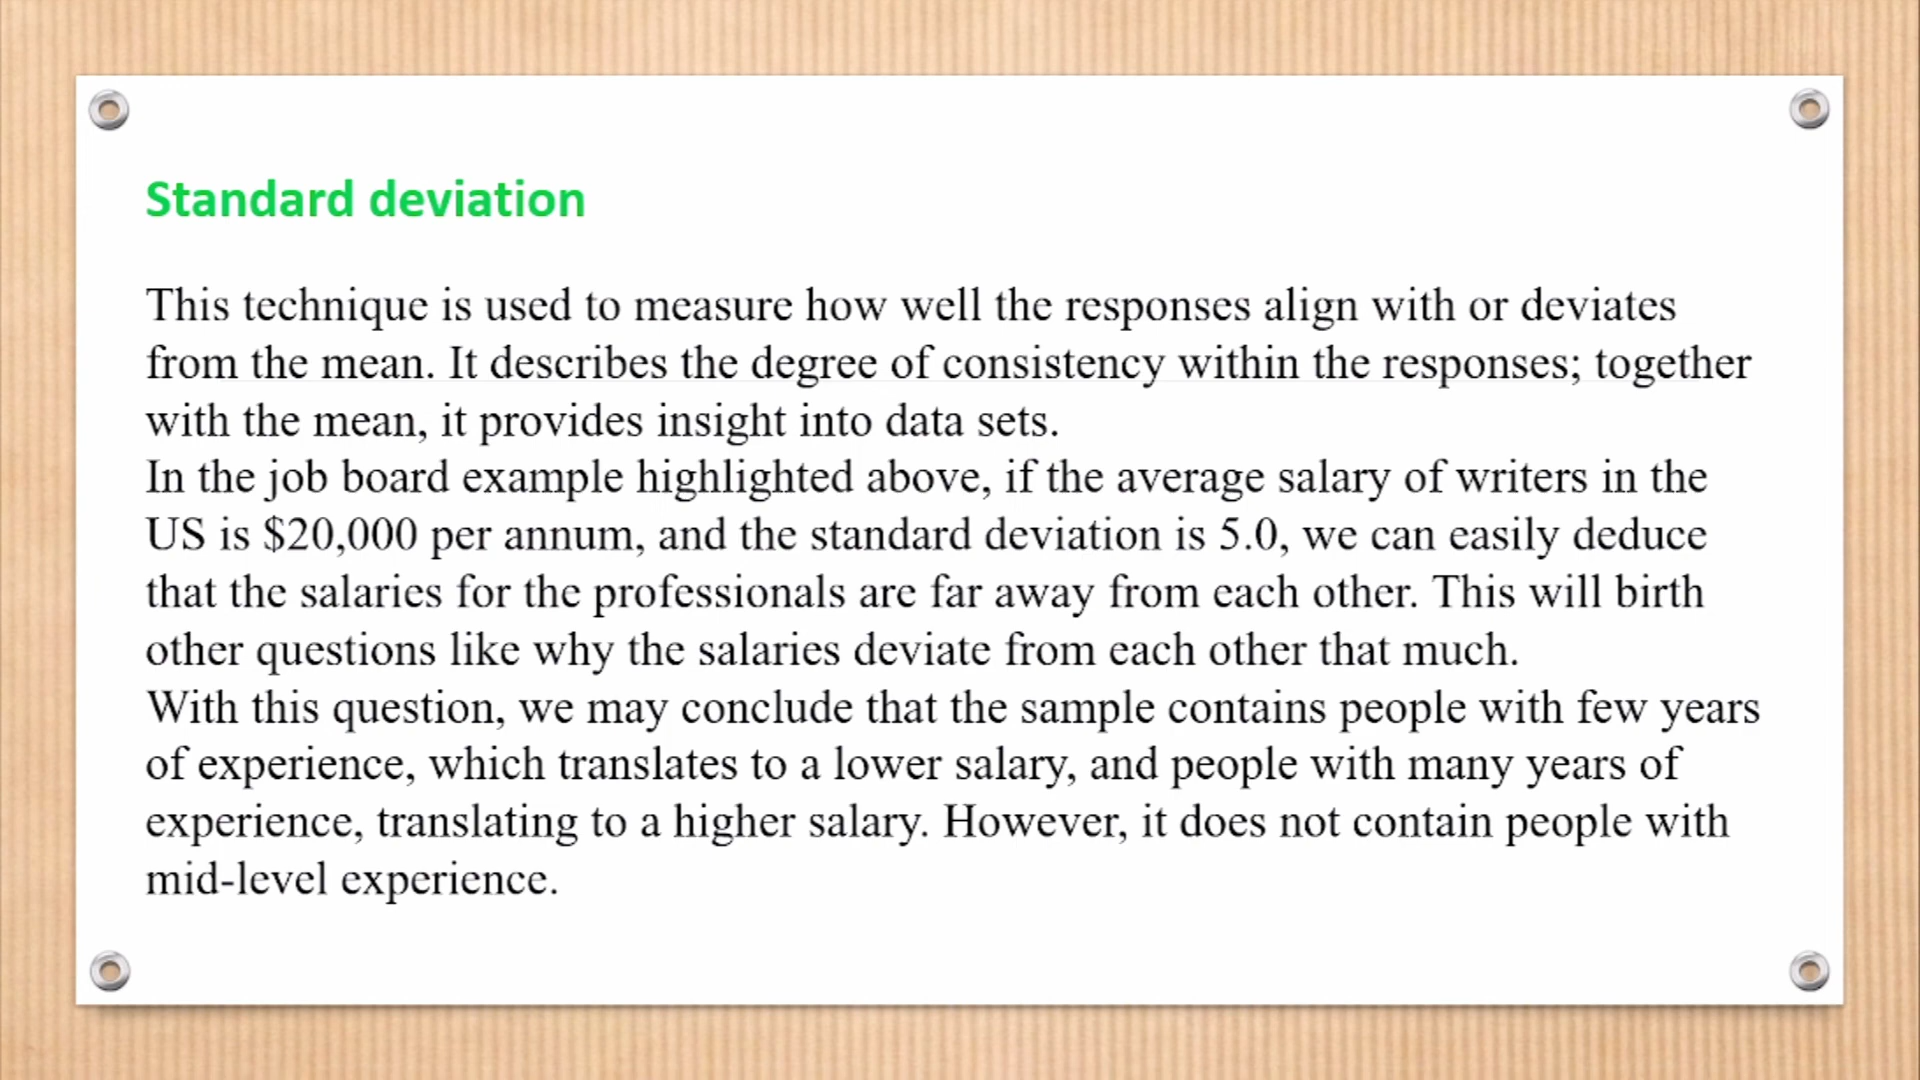 Standard deviation
This technique is used to measure how well the responses align with or deviates
from the mean. It describes the degree of consistency within the responses; together
with the mean, it provides insight into data sets.
In the job board example highlighted above, if the average salary of writers in the
US is $20,000 per annum, and the standard deviation is 5.0, we can easily deduce
that the salaries for the professionals are far away from each other. This will birth
other questions like why the salaries deviate from each other that much.
With this question, we may conclude that the sample contains people with few years
of experience, which translates to a lower salary, and people with many years of
experience, translating to a higher salary. However, it does not contain people with
mid-level experience.